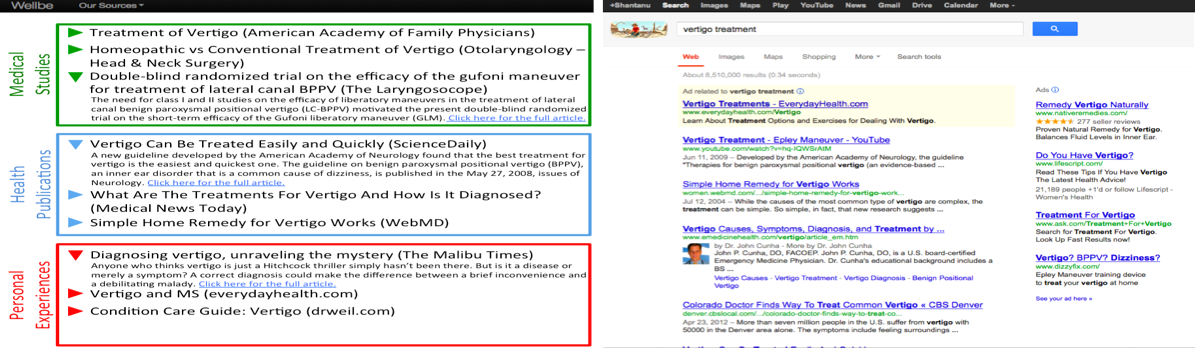 Wellbe Our Sources
Medical
Studies
Treatment of Vertigo (American Academy of Family Physicians)
Homeopathic vs Conventional Treatment of Vertigo (Otolaryngology –
Head & Neck Surgery)
Double-blind randomized trial on the efficacy of the gufoni maneuver
for treatment of lateral canal BPPV (The Laryngosocope)
The need for class I and II studies on the efficacy of liberatory maneuvers in the treatment of lateral
canal benign paroxysmal positional vertigo (LC-BPPV) motivated the present double-blind randomized
trial on the short-term efficacy of the Gufoni liberatory maneuver (GLM). Click here for the full article.
Health
Publications
Vertigo Can Be Treated Easily and Quickly (ScienceDaily)
A new guideline developed by the American Academy of Neurology found that the best treatment for
vertigo is the easiest and quickest one. The guideline on benign paroxysmal positional vertigo (BPPV),
an inner ear disorder that is a common cause of dizziness, is published in the May 27, 2008, issues of
Neurology. Click here for the full article.
What Are The Treatments For Vertigo And How Is It Diagnosed?
(Medical News Today)
Simple Home Remedy for Vertigo Works (WebMD)
Personal
Experiences
Diagnosing vertigo, unraveling the mystery (The Malibu Times)
Anyone who thinks vertigo is just a Hitchcock thriller simply hasn't been there. But is it a disease or
merely a symptom? A correct diagnosis could make the difference between a brief inconvenience and
a debilitating malady. Click here for the full article.
Vertigo and MS (everydayhealth.com)
Condition Care Guide: Vertigo (drweil.com)
+Shantanu Search Images Maps Play YouTube News Gmail Drive Calendar More
vertigo treatment
Web Images Maps Shopping More Search tools
About 8,510,000 results (0.34 seconds)
Ad related to vertigo treatment
Vertigo Treatments - EverydayHealth.com
www.everydayhealth.com/Vertigo
Learn About Treatment Options and Exercises for Dealing With Vertigo.
Vertigo Treatment - Epley Maneuver - YouTube
Jun 11, 2009 – Developed by the American Academy of Neurology, the guideline
"Therapies for benign paroxysmal positional vertigo (an evidence-based ...
Simple Home Remedy for Vertigo Works
women.webmd.com/.../simple-home-remedy-for-vertigo-work...
Jul 12, 2004 – While the causes of the most common type of vertigo are complex, the
treatment can be simple. So simple, in fact, that new research suggests ...
Vertigo Causes, Symptoms, Diagnosis, and Treatment by ...
www.emedicinehealth.com/vertigo/article_em.htm
by Dr. John Cunha - More by Dr. John Cunha
John P. Cunha, DO, FACOEP. John P. Cunha, DO, is a U.S. board-certified
Emergency Medicine Physician. Dr. Cunha's educational background includes a
BS ...
Vertigo Causes - Vertigo Treatment - Vertigo Diagnosis - Benign Positional
Vertigo
Colorado Doctor Finds Way To Treat Common Vertigo « CBS Denver
denver.cbslocal.com/.../colorado-doctor-finds-way-to-treat-co...
Apr 23, 2012 – More than seven million people in the U.S. suffer from vertigo with
50000 in the Denver area alone. The symptoms include feeling surroundings ...
Ads
Remedy Vertigo Naturally
www.nativeremedies.com/
277 seller reviews
Proven Natural Remedy for Vertigo.
Balances Fluid Levels in Inner Ear.
Do You Have Vertigo?
www.lifescript.com/
Read These Tips If You Have Vertigo
The Latest Health Advice!
21,189 people +1'd or follow Lifescript -
Women's Health
Treatment For Vertigo
www.ask.com/Treatment+For+Vertigo
Search for Treatment For Vertigo.
Look Up Fast Results now!
Vertigo? BPPV? Dizziness?
www.dizzyfix.com/
Epley Maneuver training device
to treat your vertigo at home
See your ad here »